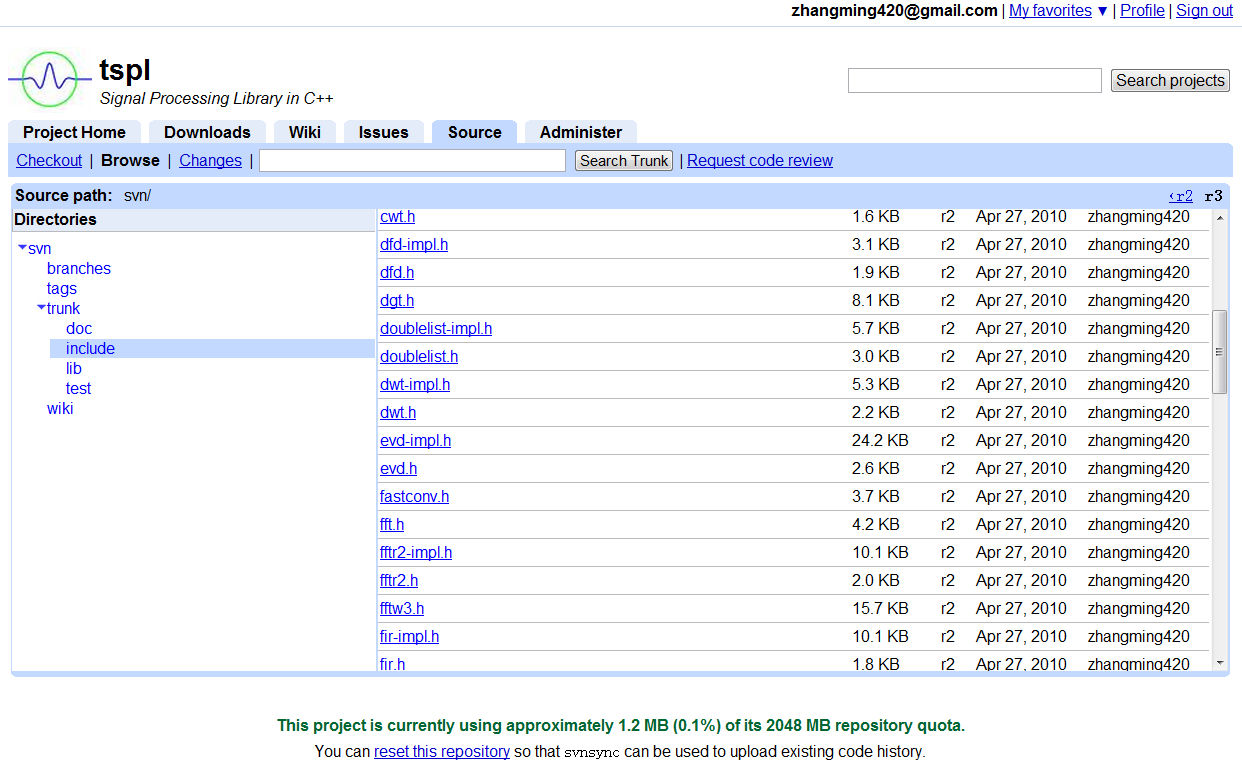 zhangming420@gmail.com | My favorites ▼ | Profile | Sign out
tspl
Signal Processing Library in C++
Search projects
Project Home Downloads Wiki Issues Source Administer
Checkout | Browse | Changes | Search Trunk | Request code review
Source path: svn/ ‹r2 r3
Directories
svn
branches
tags
trunk
doc
include
lib
test
wiki
cwt.h 1.6 KB r2 Apr 27, 2010 zhangming420
dfd-impl.h 3.1 KB r2 Apr 27, 2010 zhangming420
dfd.h 1.9 KB r2 Apr 27, 2010 zhangming420
dgt.h 8.1 KB r2 Apr 27, 2010 zhangming420
doublelist-impl.h 5.7 KB r2 Apr 27, 2010 zhangming420
doublelist.h 3.0 KB r2 Apr 27, 2010 zhangming420
dwt-impl.h 5.3 KB r2 Apr 27, 2010 zhangming420
dwt.h 2.2 KB r2 Apr 27, 2010 zhangming420
evd-impl.h 24.2 KB r2 Apr 27, 2010 zhangming420
evd.h 2.6 KB r2 Apr 27, 2010 zhangming420
fastconv.h 3.7 KB r2 Apr 27, 2010 zhangming420
fft.h 4.2 KB r2 Apr 27, 2010 zhangming420
fftr2-impl.h 10.1 KB r2 Apr 27, 2010 zhangming420
fftr2.h 2.0 KB r2 Apr 27, 2010 zhangming420
fftw3.h 15.7 KB r2 Apr 27, 2010 zhangming420
fir-impl.h 10.1 KB r2 Apr 27, 2010 zhangming420
fir.h 1.8 KB r2 Apr 27, 2010 zhangming420
This project is currently using approximately 1.2 MB (0.1%) of its 2048 MB repository quota.
You can reset this repository so that svnsync can be used to upload existing code history.